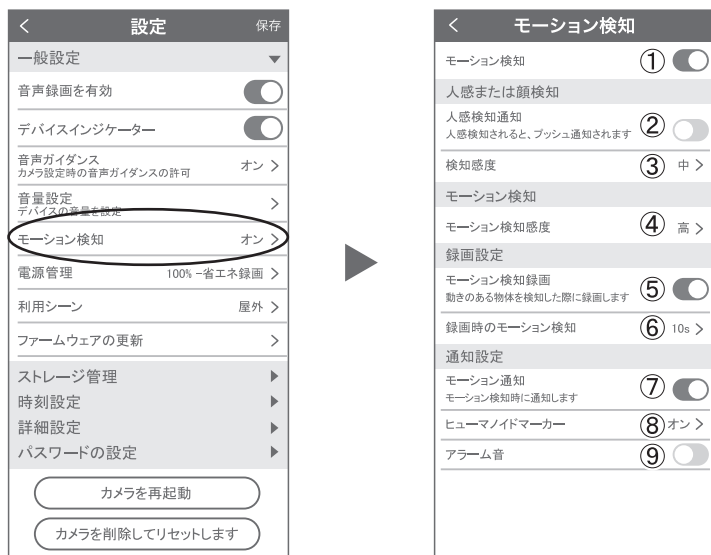 設定 保存
一般設定
音声録画を有効
デバイスインジケーター
音声ガイダンス
カメラ設定時の音声ガイダンスの許可 オン
音量設定
デバイスの音量を設定
モーション検知 オン
電源管理 100% -省エネ録画
利用シーン 屋外
ファームウェアの更新
ストレージ管理
時刻設定
詳細設定
パスワードの設定
カメラを再起動
カメラを削除してリセットします
モーション検知
モーション検知 ①
人感または顔検知
人感検知通知
人感検知されると、プッシュ通知されます ②
検知感度 ③ 中
モーション検知
モーション検知感度 ④ 高
録画設定
モーション検知録画
動きのある物体を検知した際に録画します ⑤
録画時のモーション検知 ⑥ 10s
通知設定
モーション通知
モーション検知時に通知します ⑦
ヒューマノイドマーカー ⑧ オン
アラーム音 ⑨